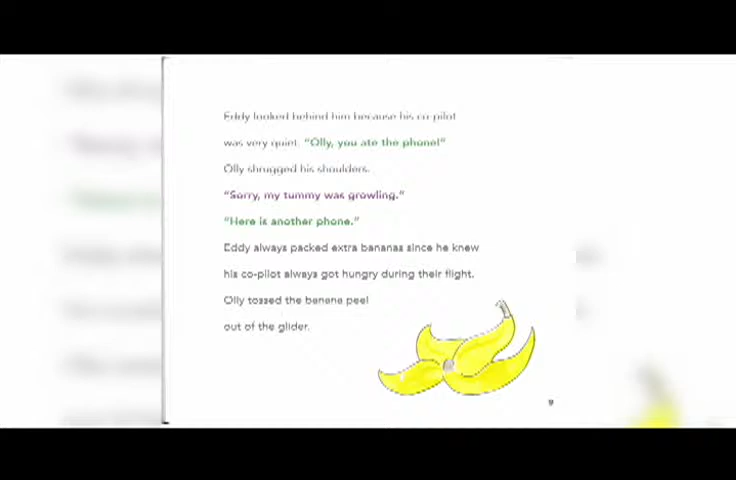 Eddy looked behind him because his co-pilot
was very quiet. "Olly, you ate the phone!"
Olly shrugged his shoulders.
"Sorry, my tummy was growling."
"Here is another phone."
Eddy always packed extra bananas since he knew
his co-pilot always got hungry during their flight.
Olly tossed the banana peel
out of the glider.
9